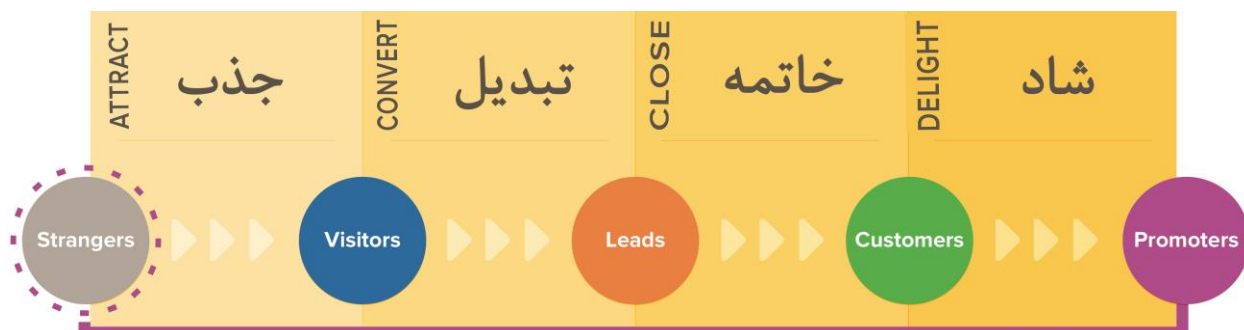 ATTRACT
جذب
CONVERT
تبدیل
CLOSE
خاتمه
DELIGHT
شاد
Strangers
Visitors
Leads
Customers
Promoters